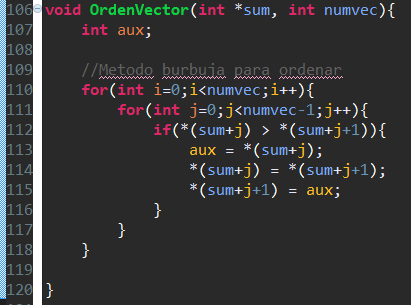 106 void OrdenVector(int *sum, int numvec){
107     int aux;
108
109     //Metodo burbuja para ordenar
110     for(int i=0;i<numvec;i++){
111         for(int j=0;j<numvec-1;j++){
112             if(*(sum+j) > *(sum+j+1)){
113                 aux = *(sum+j);
114                 *(sum+j) = *(sum+j+1);
115                 *(sum+j+1) = aux;
116             }
117         }
118     }
119
120 }